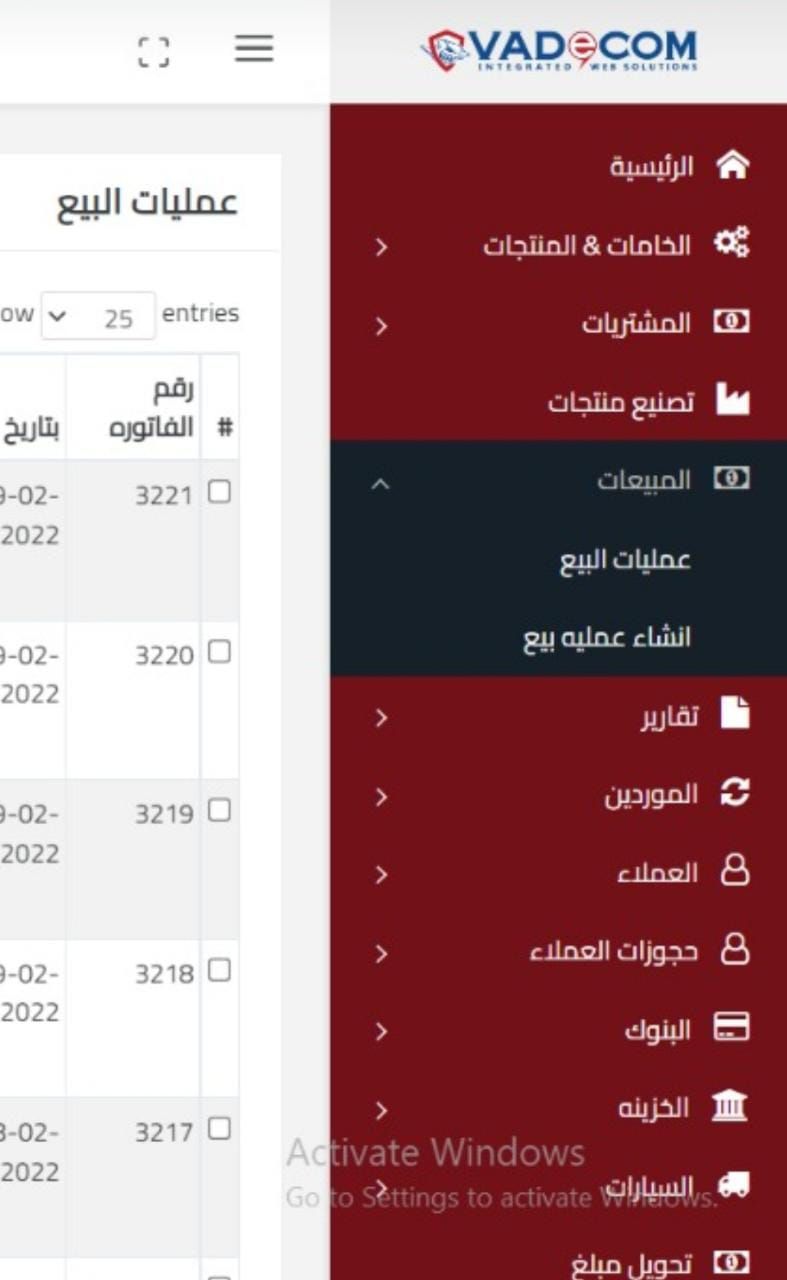 VADeCOM
INTEGRATED WEB SOLUTIONS
الرئيسية
الخامات & المنتجات
المشتريات
تصنيع منتجات
المبيعات
عمليات البيع
انشاء عمليه بيع
تقارير
الموردين
العملاء
حجوزات العملاء
البنوك
الخزينه
السيارات
تحويل مبلغ
عمليات البيع
ow 25 entries
# رقم الفاتوره بتاريخ
3221 9-02-
2022
3220 9-02-
2022
3219 9-02-
2022
3218 9-02-
2022
3217 8-02-
2022
Activate Windows
Go to Settings to activate Windows.